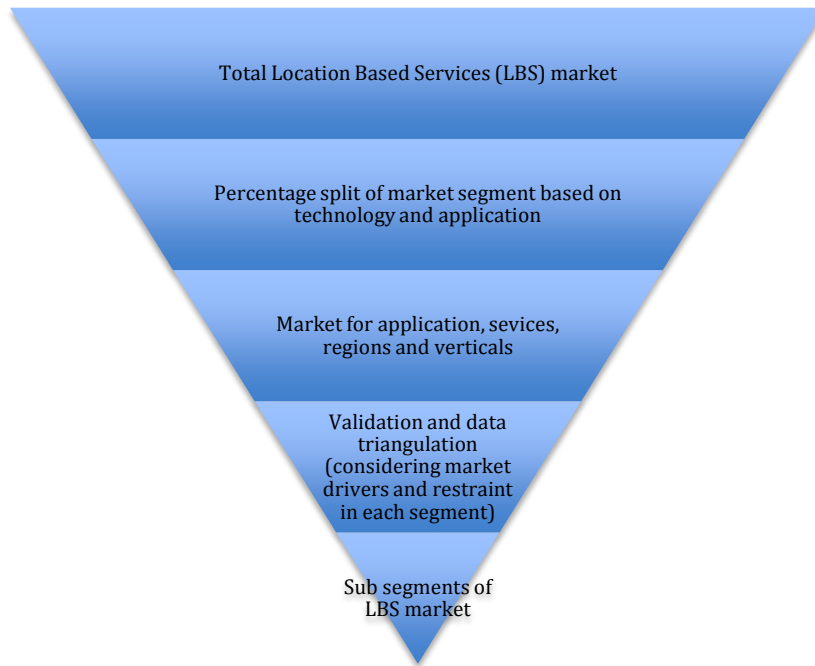 Total Location Based Services (LBS) market
Percentage split of market segment based on
technology and application
Market for application, sevices,
regions and verticals
Validation and data
triangulation
(considering market
drivers and restraint
in each segment)
Sub segments of
LBS market